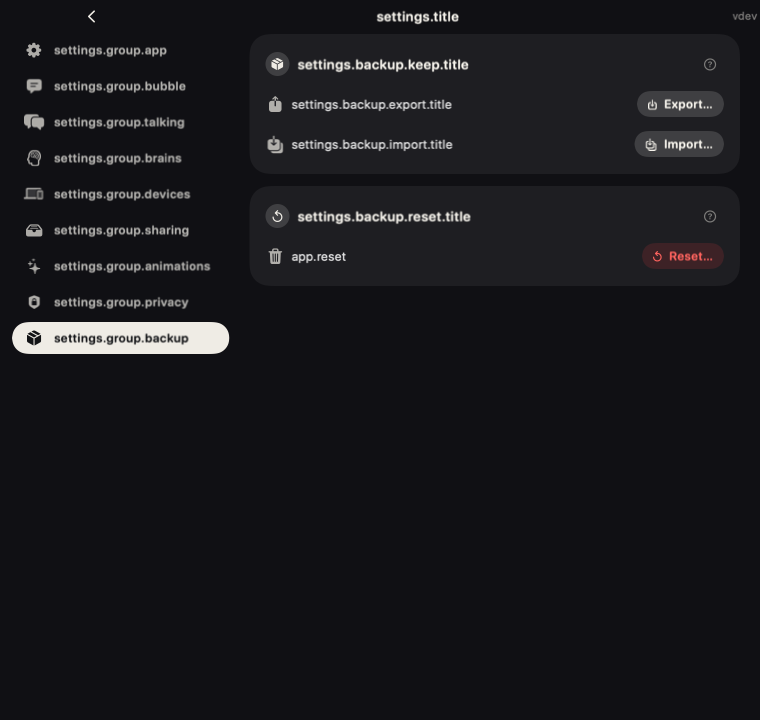 settings.title
vdev
settings.group.app
settings.group.bubble
settings.group.talking
settings.group.brains
settings.group.devices
settings.group.sharing
settings.group.animations
settings.group.privacy
settings.group.backup
settings.backup.keep.title
?
settings.backup.export.title
Export...
settings.backup.import.title
Import...
settings.backup.reset.title
?
app.reset
Reset...